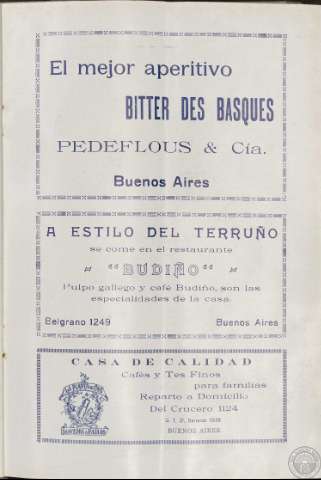 El mejor aperitivo
BITTER DES BASQUES
PEDEFLOUS & Cía.
Buenos Aires
A ESTILO DEL TERRUÑO
se come en el restaurante
“BUDIÑO“
Pulpo gallego y café Budiño, son las
especialidades de la casa.
Belgrano 1249 Buenos Aires
CASA DE CALIDAD
Cafés y Tes Finos
para familias
Reparto a Domicilio
Del Crucero 1124
BUENOS AIRES